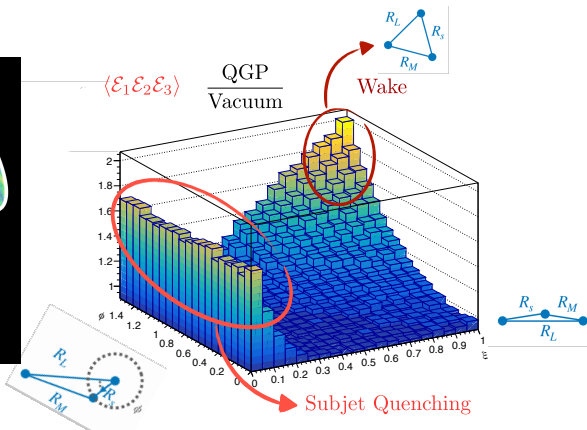 R_L
R_s
R_M
⟨ℰ₁ℰ₂ℰ₃⟩
QGP
Vacuum
Wake
2
1.8
1.6
1.4
1.2
1
ϕ 1.4
1.2
1
0.8
0.6
0.4
0.2
0
0 0.1 0.2 0.3 0.4 0.5 0.6 0.7 0.8 0.9 1
ξ
R_s R_M
R_L
R_L
R_s
R_M
ϕ
Subjet Quenching